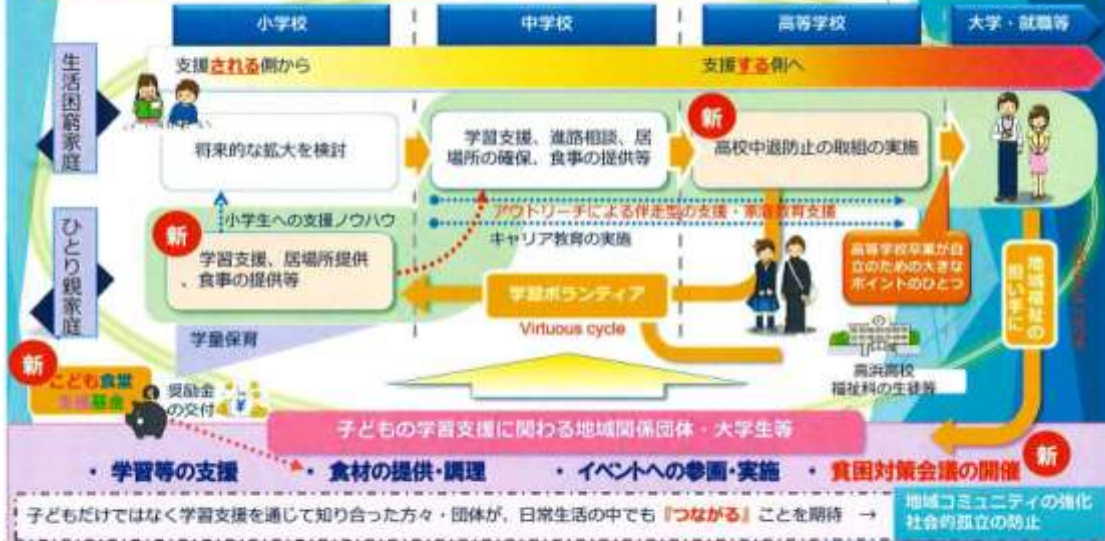 小学校
中学校
高等学校
大学・就職等
生活困窮家庭
支援される側から
支援する側へ
将来的な拡大を検討
学習支援、進路相談、居
場所の確保、食事の提供等
新
高校中退防止の取組の実施
小学生への支援ノウハウ
アウトリーチによる伴走型の支援・家庭教育支援
キャリア教育の実施
ひとり親家庭
新
学習支援、居場所提供
、食事の提供等
学習ボランティア
Virtuous cycle
高等学校卒業が自
立のための大きな
ポイントのひとつ
地域福祉の
担い手に
学童保育
高浜高校
福祉科の生徒等
新
こども食堂
支援基金
奨励金
の交付
子どもの学習支援に関わる地域関係団体・大学生等
・ 学習等の支援
・ 食材の提供・調理
・ イベントへの参画・実施
・ 貧困対策会議の開催
新
子どもだけではなく学習支援を通じて知り合った方々・団体が、日常生活の中でも『つながる』ことを期待 →
地域コミュニティの強化
社会的孤立の防止